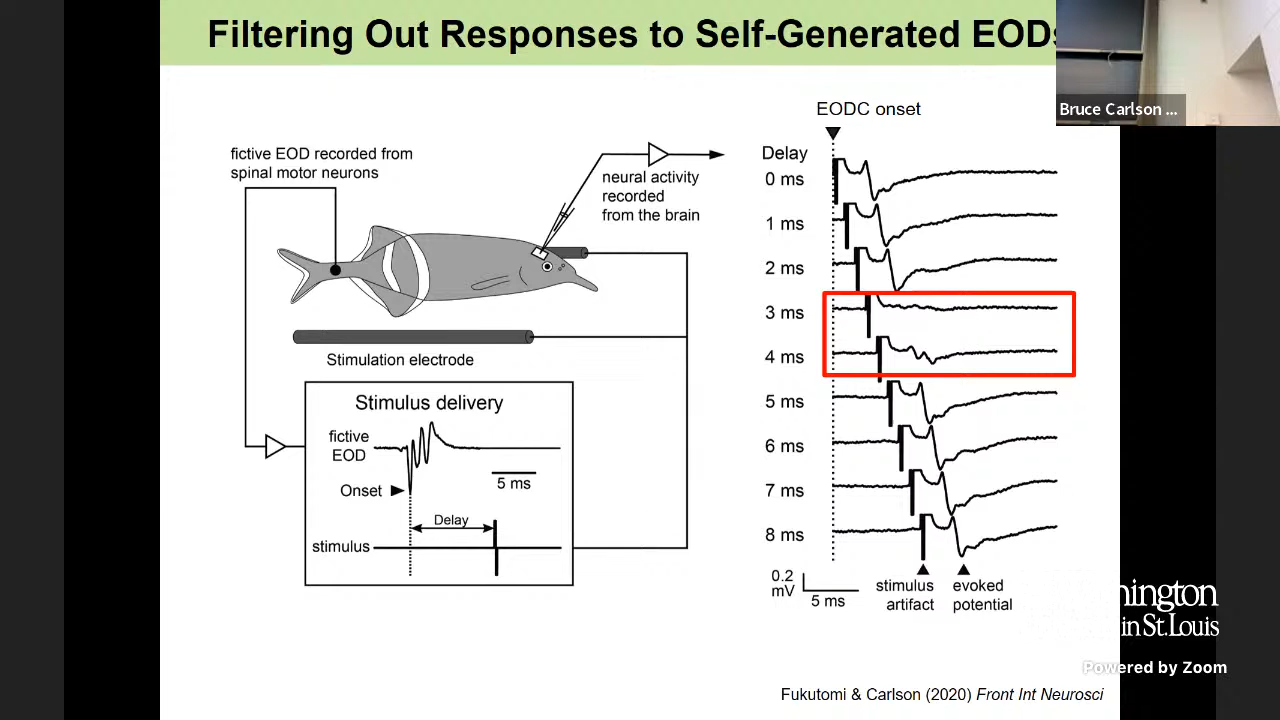 Filtering Out Responses to Self-Generated EODs
Bruce Carlson ...
EODC onset
fictive EOD recorded from
spinal motor neurons
neural activity
recorded
from the brain
Delay
0 ms
1 ms
2 ms
3 ms
4 ms
5 ms
6 ms
7 ms
8 ms
Stimulation electrode
Stimulus delivery
fictive
EOD
5 ms
Onset
Delay
stimulus
0.2
mV
5 ms
stimulus
artifact
evoked
potential
in St. Louis
Powered by Zoom
Fukutomi & Carlson (2020) Front Int Neurosci